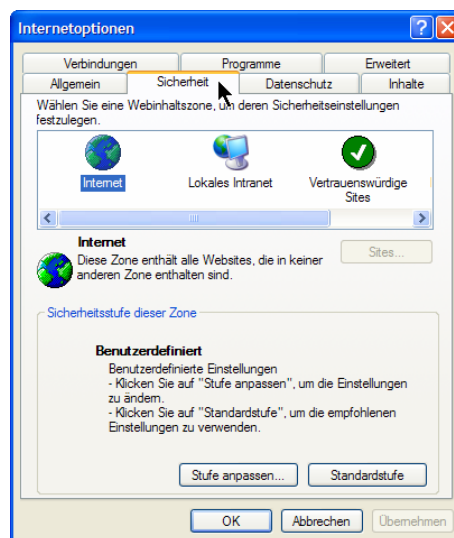 Internetoptionen
Verbindungen Programme Erweitert
Allgemein Sicherheit Datenschutz Inhalte
Wählen Sie eine Webinhaltszone, um deren Sicherheitseinstellungen
festzulegen.
Internet Lokales Intranet Vertrauenswürdige
Sites
Internet
Diese Zone enthält alle Websites, die in keiner
anderen Zone enthalten sind.
Sites...
Sicherheitsstufe dieser Zone
Benutzerdefiniert
Benutzerdefinierte Einstellungen
- Klicken Sie auf "Stufe anpassen", um die Einstellungen
zu ändern.
- Klicken Sie auf "Standardstufe", um die empfohlenen
Einstellungen zu verwenden.
Stufe anpassen... Standardstufe
OK Abbrechen Übernehmen